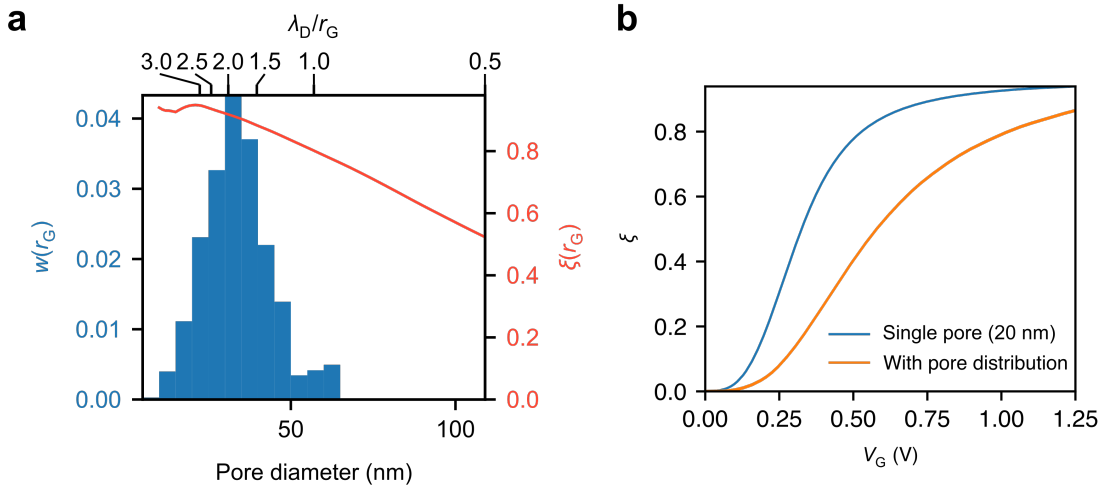 a
λD/rG
3.0 2.5 2.0 1.5 1.0 0.5
0.04
0.03
0.02
0.01
0.00
w(rG)
0.8
0.6
0.4
0.2
0.0
ξ(rG)
50 100
Pore diameter (nm)
b
0.8
0.6
0.4
0.2
0.0
ξ
Single pore (20 nm)
With pore distribution
0.00 0.25 0.50 0.75 1.00 1.25
VG (V)